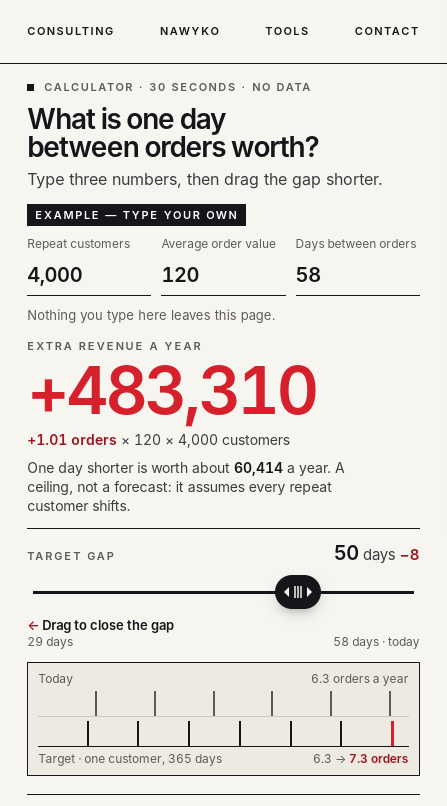 CONSULTING NAWYKO TOOLS CONTACT
CALCULATOR · 30 SECONDS · NO DATA
What is one day
between orders worth?
Type three numbers, then drag the gap shorter.
EXAMPLE — TYPE YOUR OWN
Repeat customers Average order value Days between orders
4,000 120 58
Nothing you type here leaves this page.
EXTRA REVENUE A YEAR
+483,310
+1.01 orders × 120 × 4,000 customers
One day shorter is worth about 60,414 a year. A
ceiling, not a forecast: it assumes every repeat
customer shifts.
TARGET GAP 50 days −8
← Drag to close the gap
29 days 58 days · today
Today 6.3 orders a year
Target · one customer, 365 days 6.3 → 7.3 orders